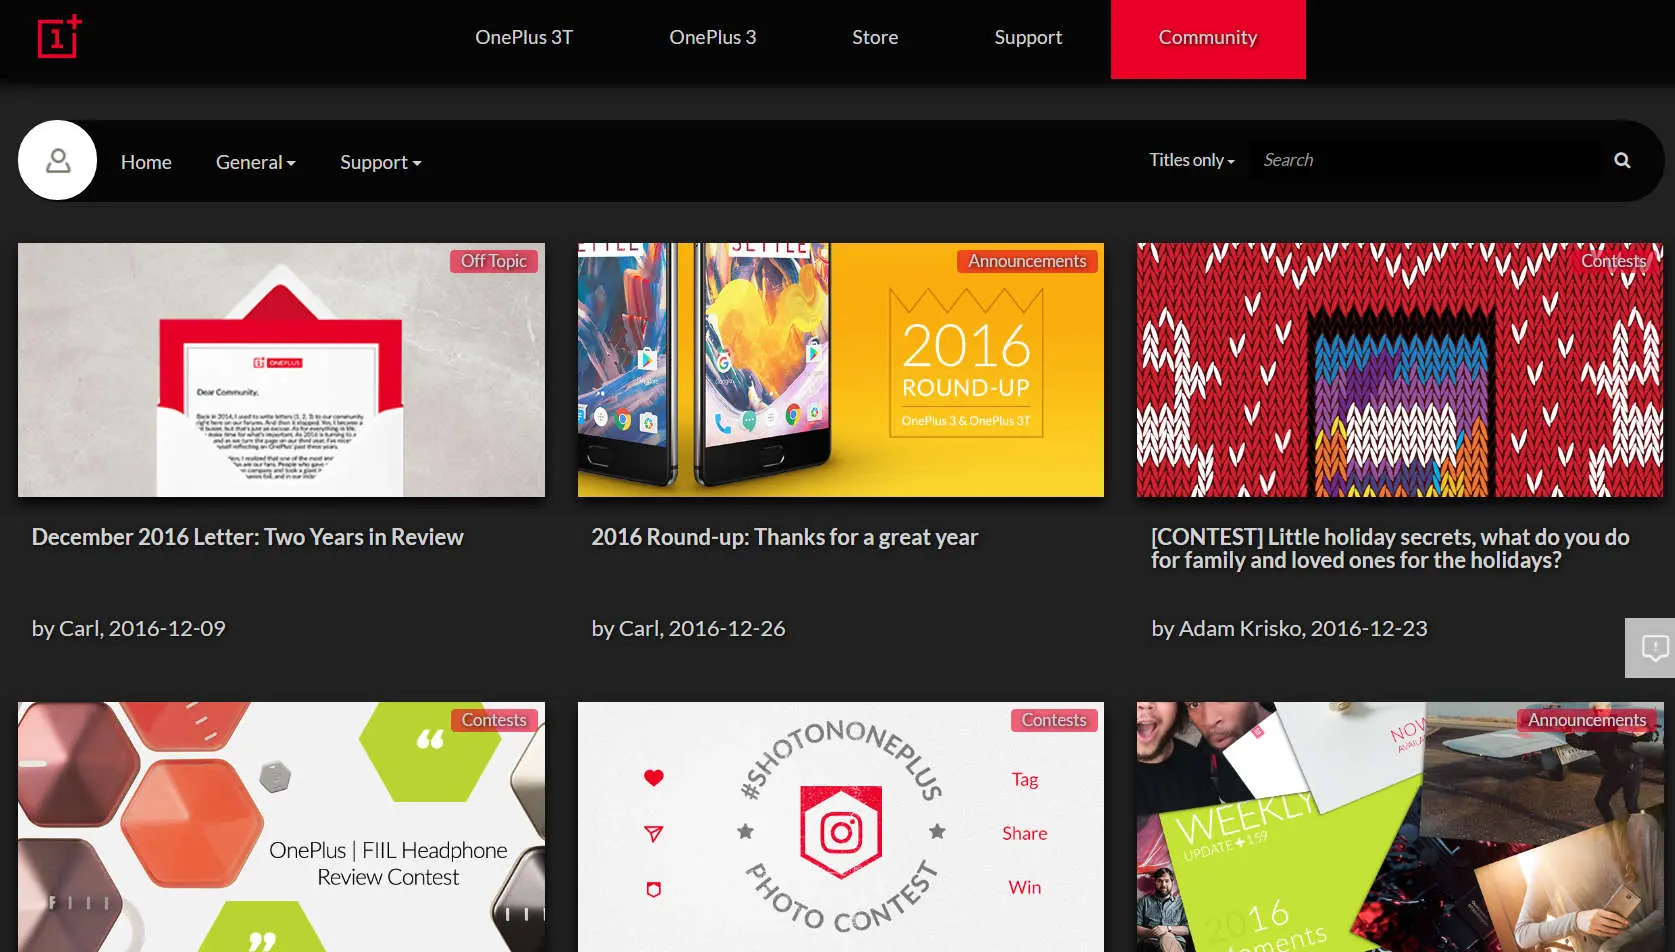 OnePlus 3T
OnePlus 3
Store
Support
Community
Home
General
Support
Titles only
Search
Off Topic
ONEPLUS
Dear Community,
Announcements
2016
ROUND-UP
OnePlus 3 & OnePlus 3T
Contests
December 2016 Letter: Two Years in Review
by Carl, 2016-12-09
2016 Round-up: Thanks for a great year
by Carl, 2016-12-26
[CONTEST] Little holiday secrets, what do you do
for family and loved ones for the holidays?
by Adam Krisko, 2016-12-23
Contests
“
OnePlus | FIIL Headphone
Review Contest
FIIL
”
Contests
#SHOTONONEPLUS
PHOTO CONTEST
Tag
Share
Win
Announcements
NOW
WEEKLY
UPDATE+159
2016